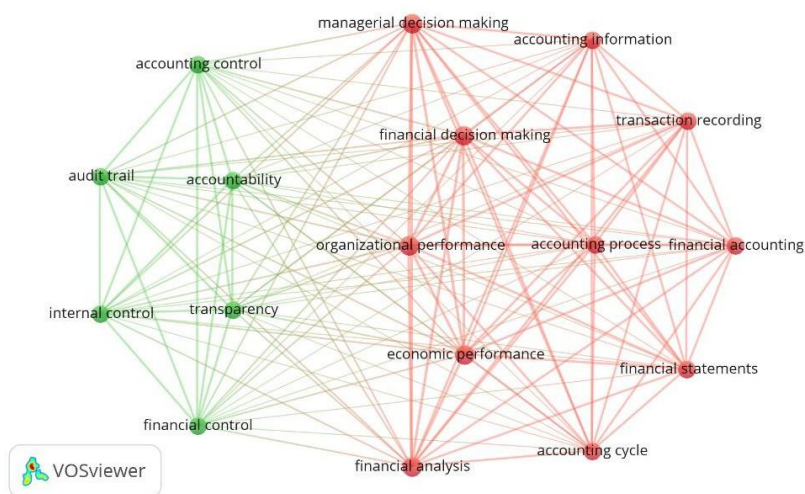 managerial decision making
accounting information
accounting control
transaction recording
financial decision making
audit trail
accountability
organizational performance
accounting process
financial accounting
internal control
transparency
economic performance
financial statements
financial control
accounting cycle
financial analysis
VOSviewer